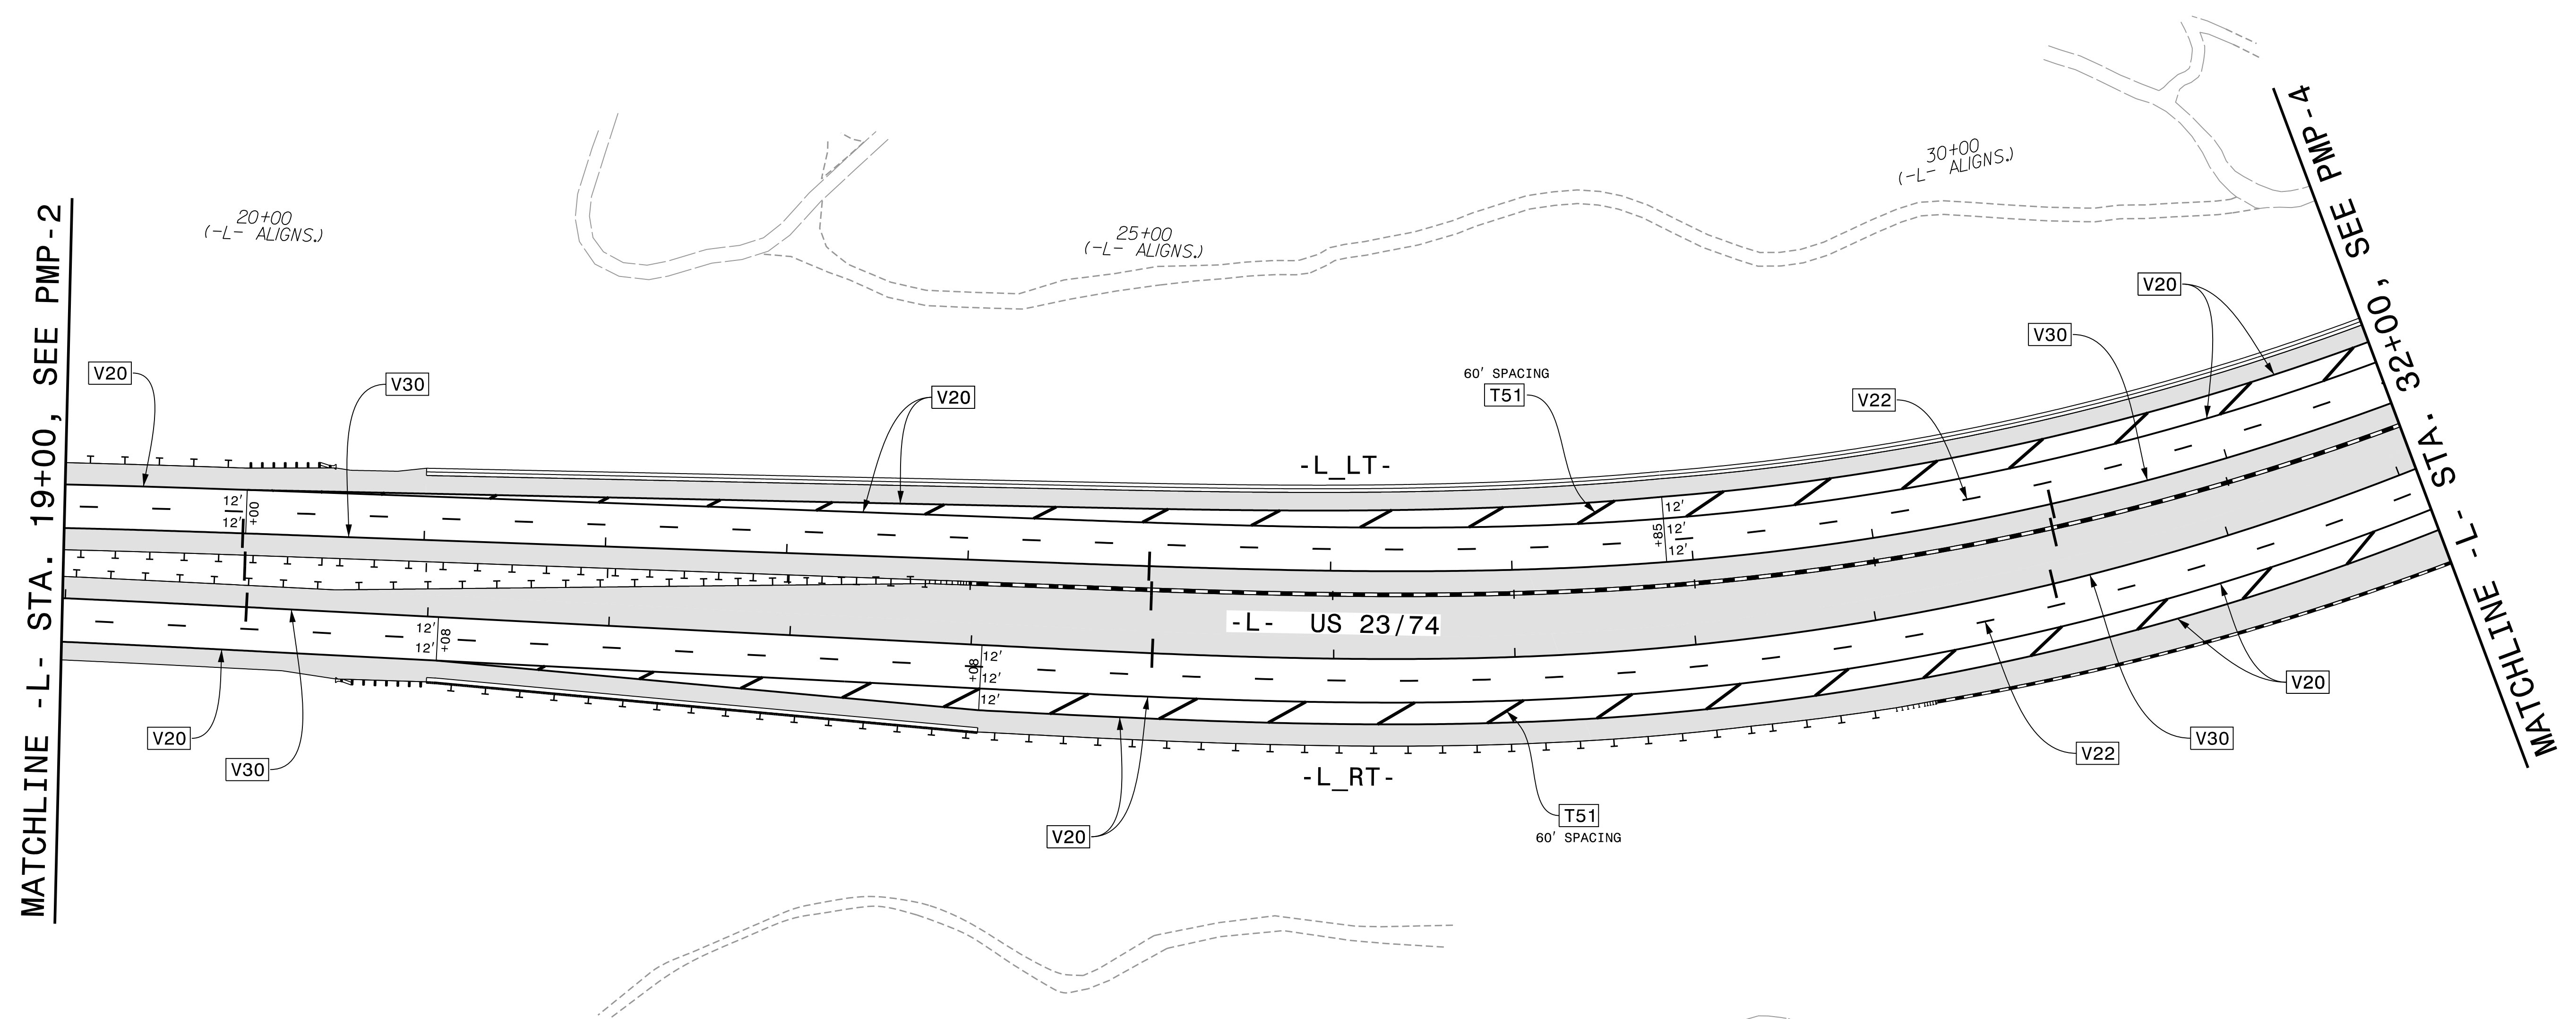 MATCHLINE -L- STA. 19+00, SEE PMP-2
20+00
(-L- ALIGNS.)
25+00
(-L- ALIGNS.)
30+00
(-L- ALIGNS.)
MATCHLINE -L- STA. 32+00, SEE PMP-4
V20
V30
V20
60' SPACING
T51
V22
V30
V20
-L_LT-
12'
12'
+00
12'
12'
12'
+85
-L- US 23/74
12'
12'
+08
12'
12'
12'
+08
-L_RT-
V20
V30
V20
T51
60' SPACING
V22
V30
V20